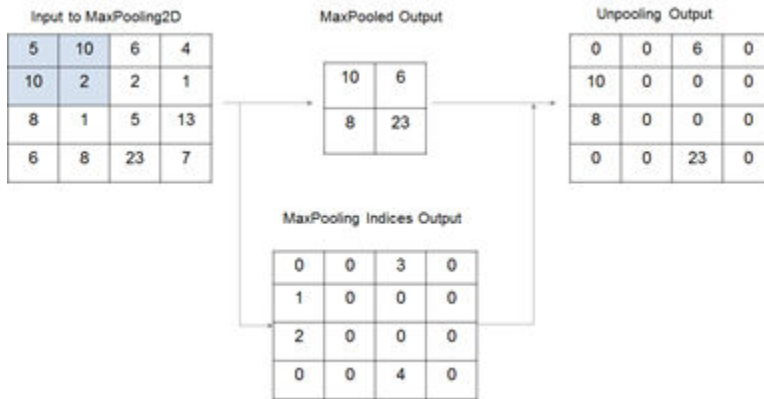 Input to MaxPooling2D
5 10 6 4
10 2 2 1
8 1 5 13
6 8 23 7
MaxPooled Output
10 6
8 23
Unpooling Output
0 0 6 0
10 0 0 0
8 0 0 0
0 0 23 0
MaxPooling Indices Output
0 0 3 0
1 0 0 0
2 0 0 0
0 0 4 0